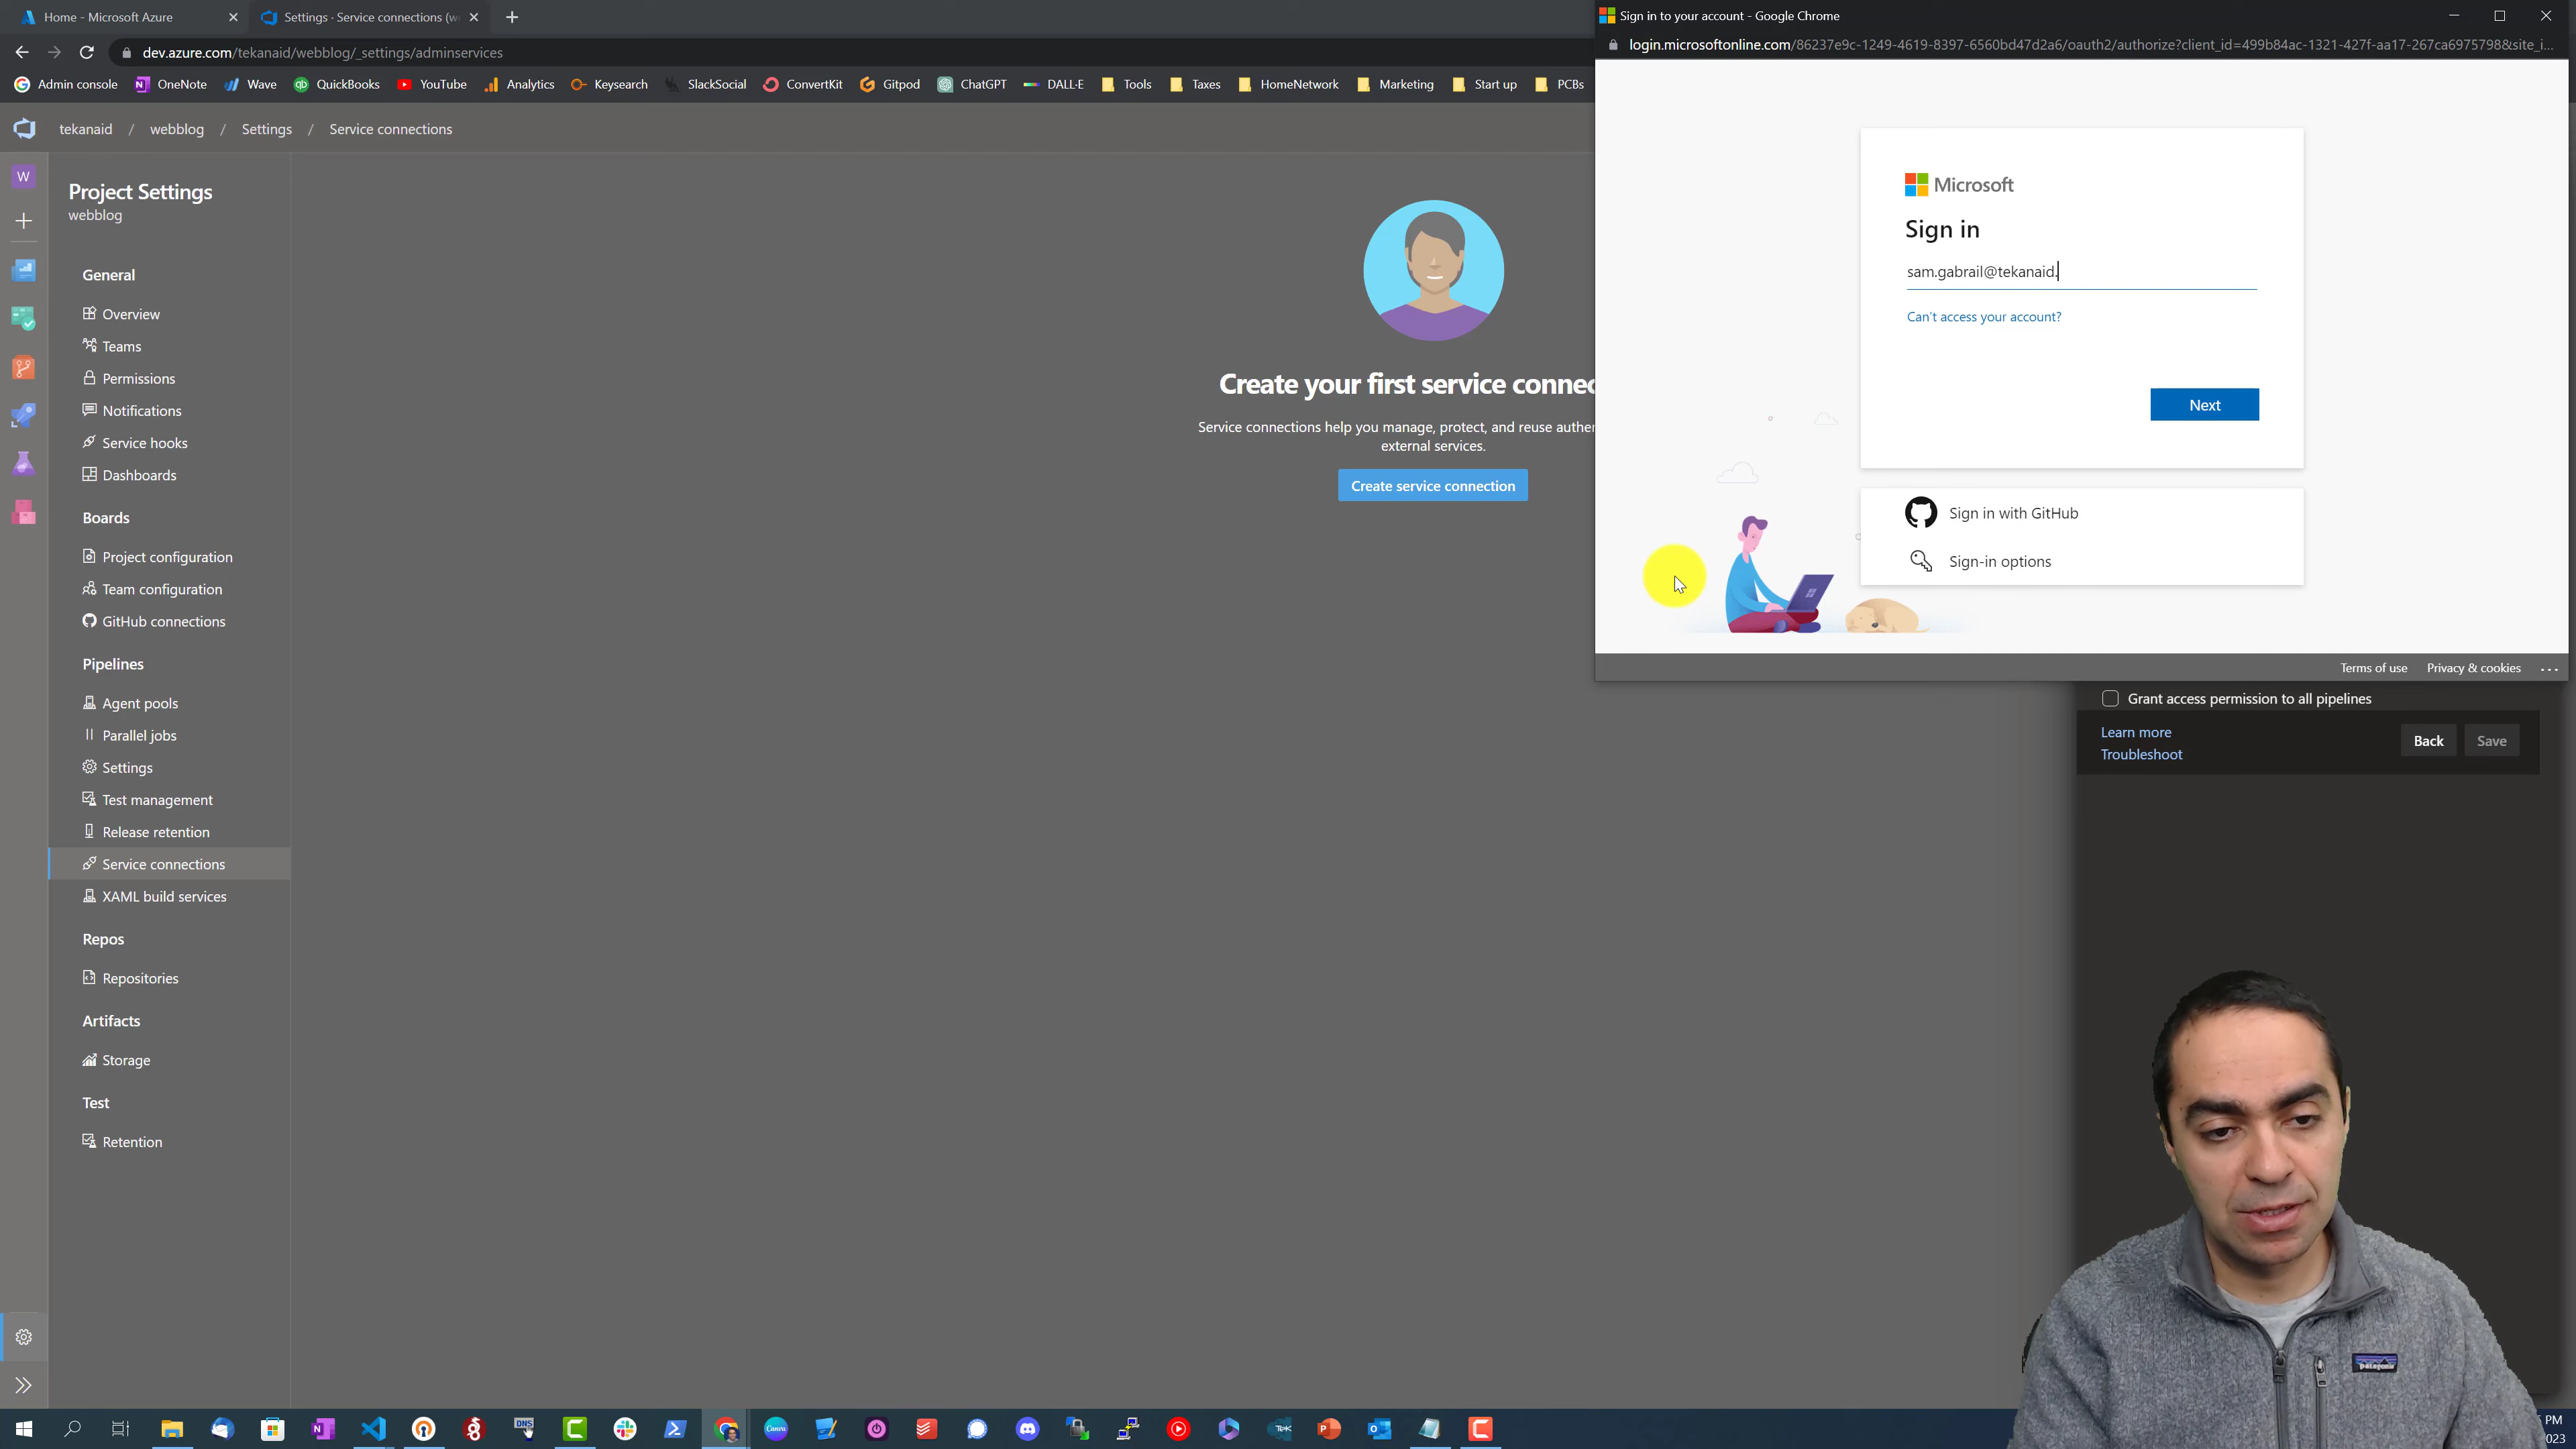 Home - Microsoft Azure
Settings · Service connections (w
Sign in to your account - Google Chrome
dev.azure.com/tekanaid/webblog/_settings/adminservices
login.microsoftonline.com/86237e9c-1249-4619-8397-6560bd47d2a6/oauth2/authorize?client_id=499b84ac-1321-427f-aa17-267ca6975798&site_i...
Admin console
OneNote
Wave
QuickBooks
YouTube
Analytics
Keysearch
SlackSocial
ConvertKit
Gitpod
ChatGPT
DALL·E
Tools
Taxes
HomeNetwork
Marketing
Start up
PCBs
tekanaid / webblog / Settings / Service connections
W
Project Settings
webblog
General
Overview
Teams
Permissions
Notifications
Service hooks
Dashboards
Boards
Project configuration
Team configuration
GitHub connections
Pipelines
Agent pools
Parallel jobs
Settings
Test management
Release retention
Service connections
XAML build services
Repos
Repositories
Artifacts
Storage
Test
Retention
Create your first service connec
Service connections help you manage, protect, and reuse authen
external services.
Create service connection
Microsoft
Sign in
sam.gabrail@tekanaid.
Can't access your account?
Next
Sign in with GitHub
Sign-in options
Terms of use
Privacy & cookies
...
Grant access permission to all pipelines
Learn more
Troubleshoot
Back
Save
patagonia
DNS
Canva
PM
023